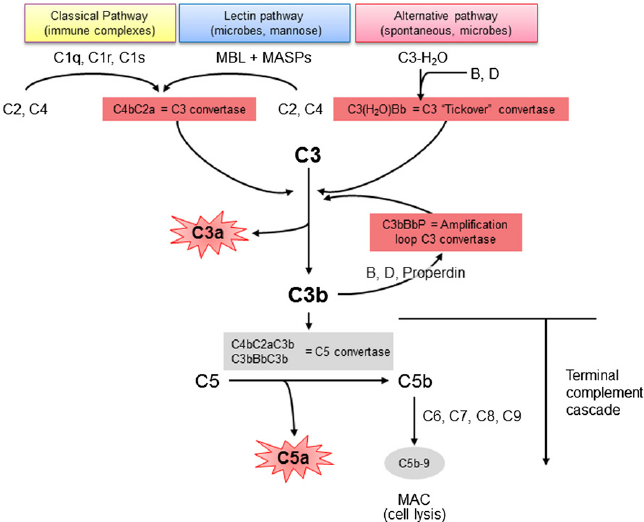 Classical Pathway
(immune complexes)
Lectin pathway
(microbes, mannose)
Alternative pathway
(spontaneous, microbes)
C1q, C1r, C1s
MBL + MASPs
C3-H₂O
B, D
C2, C4
C4bC2a = C3 convertase
C2, C4
C3(H₂O)Bb = C3 "Tickover" convertase
C3
C3a
C3bBbP = Amplification
loop C3 convertase
B, D, Properdin
C3b
C4bC2aC3b
C3bBbC3b
= C5 convertase
C5
C5b
Terminal
complement
cascade
C6, C7, C8, C9
C5a
C5b-9
MAC
(cell lysis)